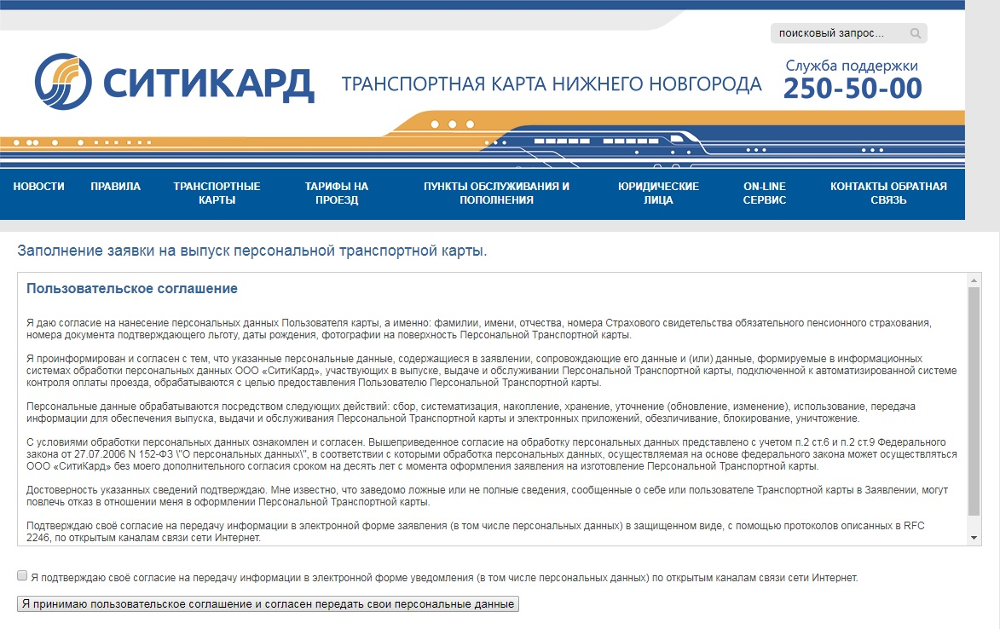 поисковый запрос...
СИТИКАРД
ТРАНСПОРТНАЯ КАРТА НИЖНЕГО НОВГОРОДА
Служба поддержки
250-50-00
НОВОСТИ
ПРАВИЛА
ТРАНСПОРТНЫЕ
КАРТЫ
ТАРИФЫ НА
ПРОЕЗД
ПУНКТЫ ОБСЛУЖИВАНИЯ И
ПОПОЛНЕНИЯ
ЮРИДИЧЕСКИЕ
ЛИЦА
ON-LINE
СЕРВИС
КОНТАКТЫ ОБРАТНАЯ
СВЯЗЬ
Заполнение заявки на выпуск персональной транспортной карты.
Пользовательское соглашение
Я даю согласие на нанесение персональных данных Пользователя карты, а именно: фамилии, имени, отчества, номера Страхового свидетельства обязательного пенсионного страхования,
номера документа подтверждающего льготу, даты рождения, фотографии на поверхность Персональной Транспортной карты.
Я проинформирован и согласен с тем, что указанные персональные данные, содержащиеся в заявлении, сопровождающие его данные и (или) данные, формируемые в информационных
системах обработки персональных данных ООО «СитиКард», участвующих в выпуске, выдаче и обслуживании Персональной Транспортной карты, подключенной к автоматизированной системе
контроля оплаты проезда, обрабатываются с целью предоставления Пользователю Персональной Транспортной карты.
Персональные данные обрабатываются посредством следующих действий: сбор, систематизация, накопление, хранение, уточнение (обновление, изменение), использование, передача
информации для обеспечения выпуска, выдачи и обслуживания Персональной Транспортной карты и электронных приложений, обезличивание, блокирование, уничтожение.
С условиями обработки персональных данных ознакомлен и согласен. Вышеприведенное согласие на обработку персональных данных представлено с учетом п.2 ст.6 и п.2 ст.9 Федерального
закона от 27.07.2006 N 152-ФЗ \"О персональных данных\", в соответствии с которыми обработка персональных данных, осуществляемая на основе федерального закона может осуществляться
ООО «СитиКард» без моего дополнительного согласия сроком на десять лет с момента оформления заявления на изготовление Персональной Транспортной карты.
Достоверность указанных сведений подтверждаю. Мне известно, что заведомо ложные или не полные сведения, сообщенные о себе или пользователе Транспортной карты в Заявлении, могут
повлечь отказ в отношении меня в оформлении Персональной Транспортной карты.
Подтверждаю своё согласие на передачу информации в электронной форме заявления (в том числе персональных данных) в защищенном виде, с помощью протоколов описанных в RFC
2246, по открытым каналам связи сети Интернет.
Я подтверждаю своё согласие на передачу информации в электронной форме уведомления (в том числе персональных данных) по открытым каналам связи сети Интернет.
Я принимаю пользовательское соглашение и согласен передать свои персональные данные